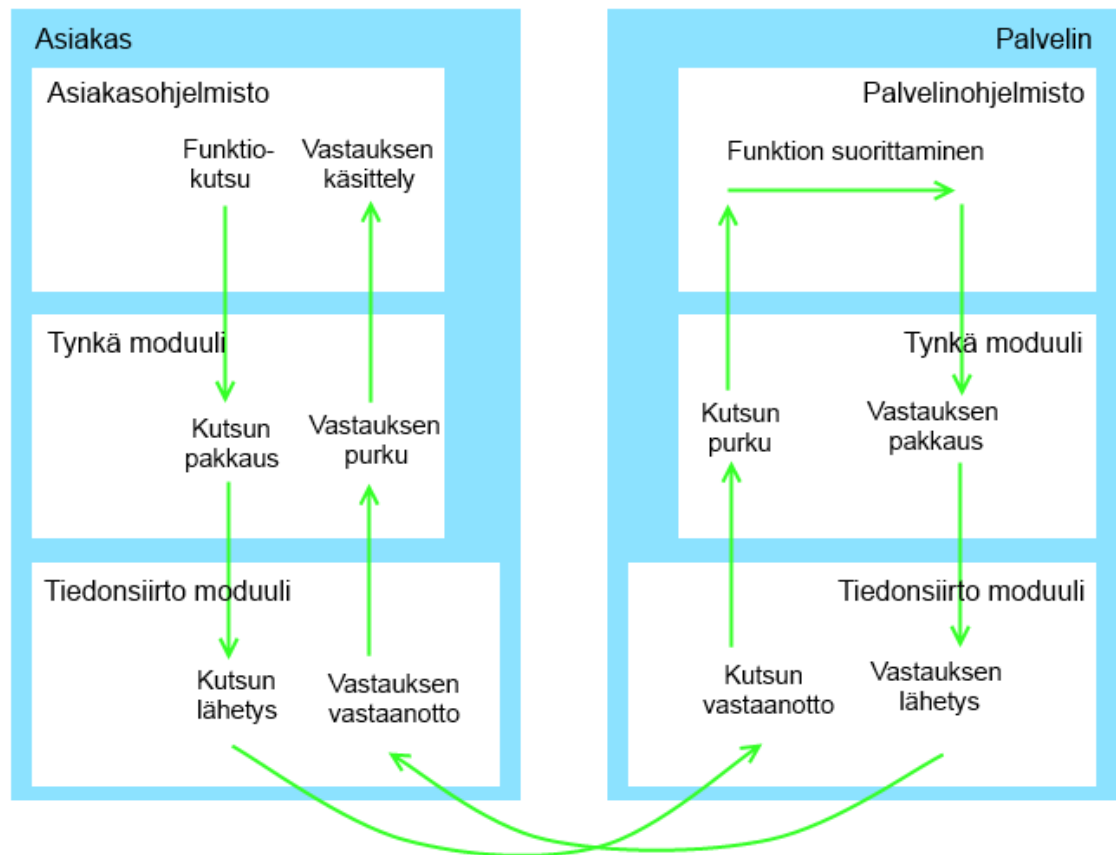 Asiakas
Asiakasohjelmisto
Funktio-
kutsu
Vastauksen
käsittely
Tynkä moduuli
Kutsun
pakkaus
Vastauksen
purku
Tiedonsiirto moduuli
Kutsun
lähetys
Vastauksen
vastaanotto
Palvelin
Palvelinohjelmisto
Funktion suorittaminen
Tynkä moduuli
Kutsun
purku
Vastauksen
pakkaus
Tiedonsiirto moduuli
Kutsun
vastaanotto
Vastauksen
lähetys